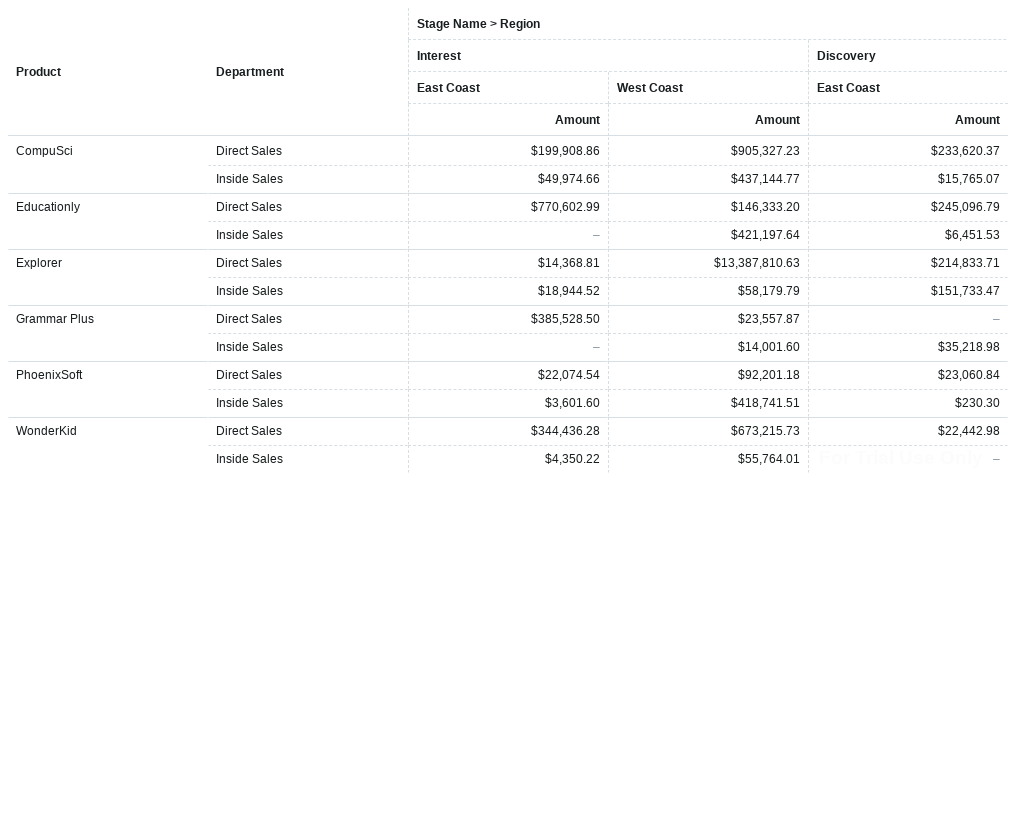 Stage Name > Region
Product Department Interest Discovery
East Coast West Coast East Coast
Amount Amount Amount
CompuSci Direct Sales $199,908.86 $905,327.23 $233,620.37
Inside Sales $49,974.66 $437,144.77 $15,765.07
Educationly Direct Sales $770,602.99 $146,333.20 $245,096.79
Inside Sales – $421,197.64 $6,451.53
Explorer Direct Sales $14,368.81 $13,387,810.63 $214,833.71
Inside Sales $18,944.52 $58,179.79 $151,733.47
Grammar Plus Direct Sales $385,528.50 $23,557.87 –
Inside Sales – $14,001.60 $35,218.98
PhoenixSoft Direct Sales $22,074.54 $92,201.18 $23,060.84
Inside Sales $3,601.60 $418,741.51 $230.30
WonderKid Direct Sales $344,436.28 $673,215.73 $22,442.98
Inside Sales $4,350.22 $55,764.01 –
For Trial Use Only